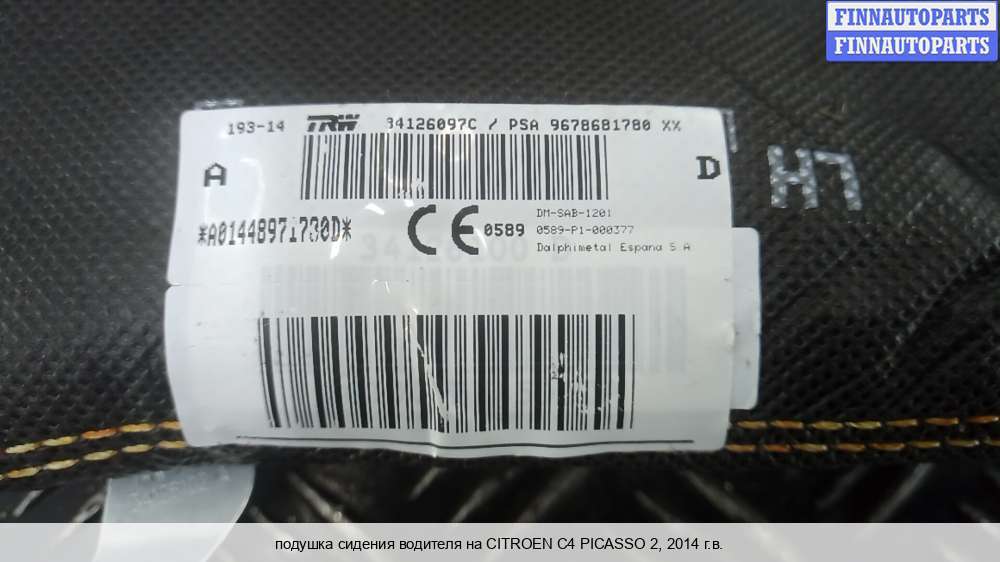 FINNAUTOPARTS
FINNAUTOPARTS
193-14 TRW 34126097C / PSA 9678681780 XX
A D
LH
*A01448971730D*
CE 0589
DM-SAB-1201
0589-P1-000377
Dalphimetal Espana S.A
подушка сидения водителя на CITROEN C4 PICASSO 2, 2014 г.в.